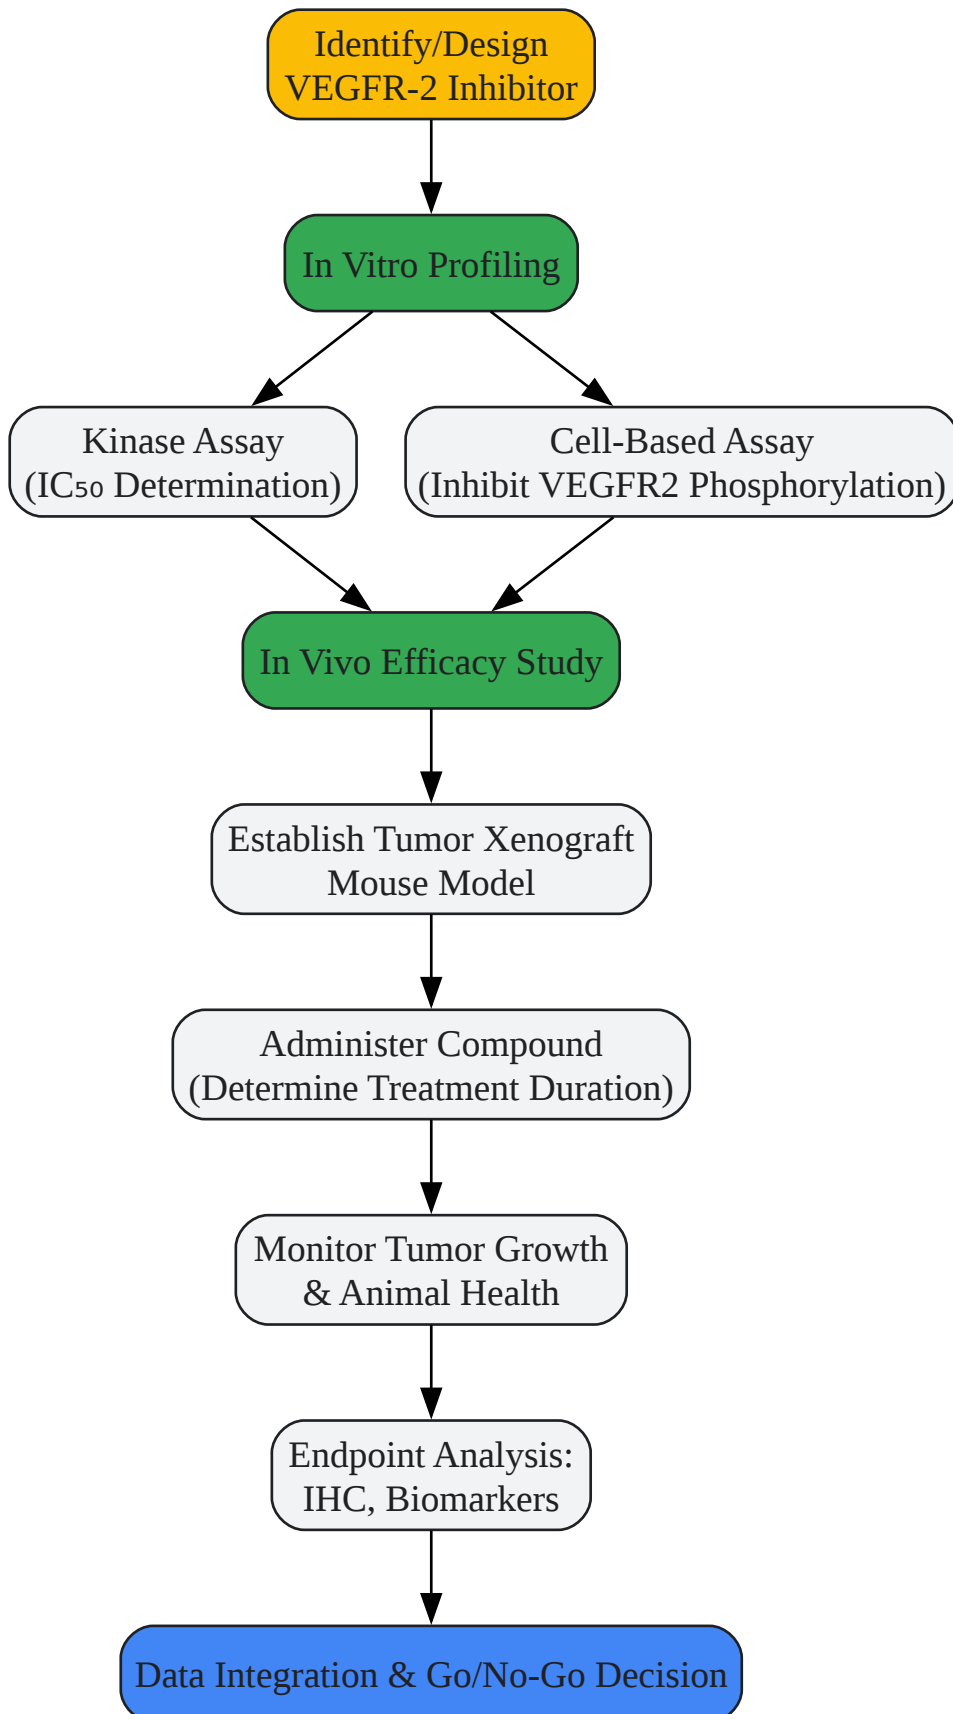 Identify/Design
VEGFR-2 Inhibitor
In Vitro Profiling
Kinase Assay
(IC₅₀ Determination)
Cell-Based Assay
(Inhibit VEGFR2 Phosphorylation)
In Vivo Efficacy Study
Establish Tumor Xenograft
Mouse Model
Administer Compound
(Determine Treatment Duration)
Monitor Tumor Growth
& Animal Health
Endpoint Analysis:
IHC, Biomarkers
Data Integration & Go/No-Go Decision